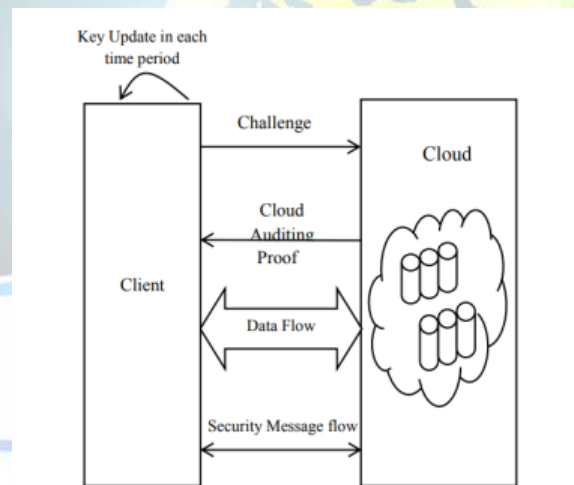 Key Update in each
time period
Challenge
Cloud
Cloud
Auditing
Proof
Client
Data Flow
Security Message flow